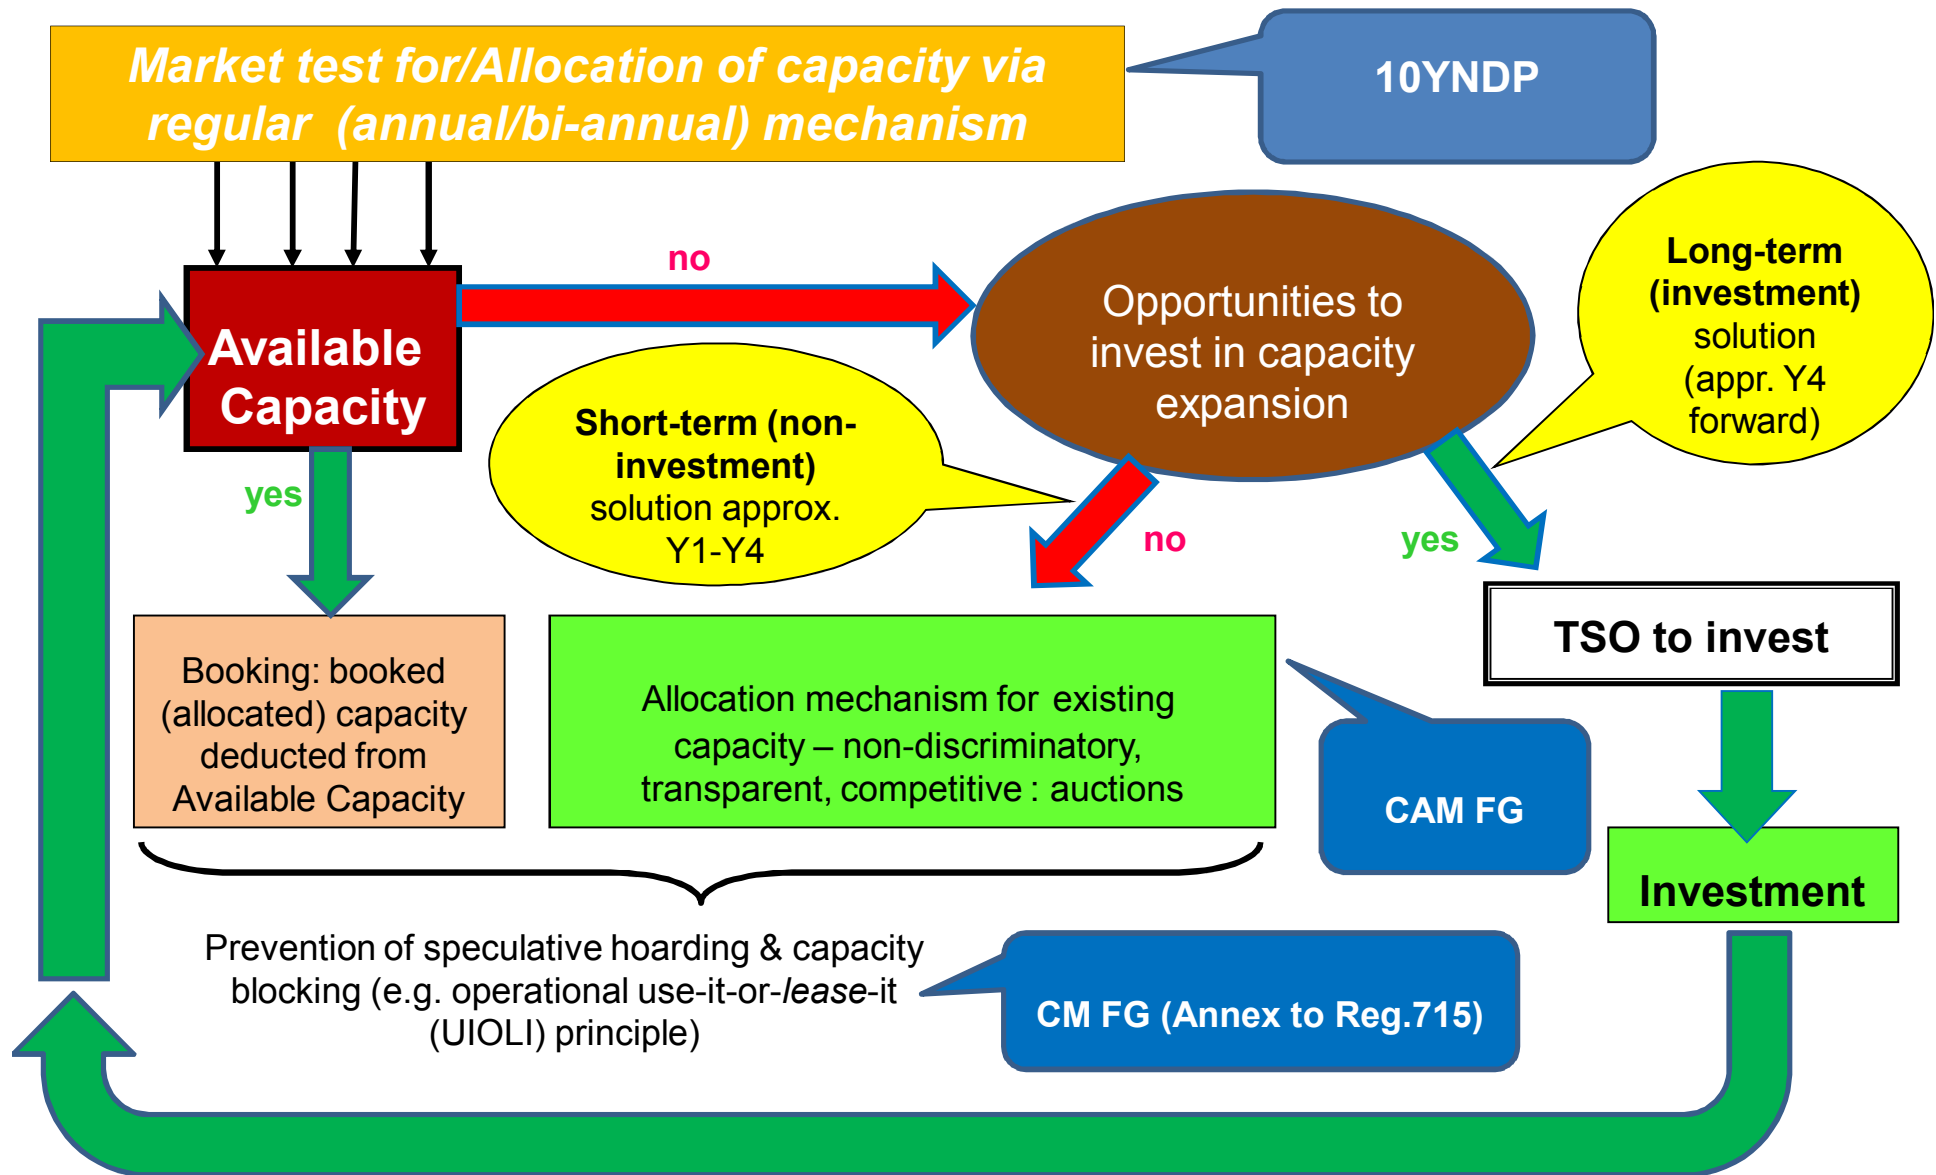 Market test for/Allocation of capacity via
regular (annual/bi-annual) mechanism
10YNDP
no
Available
Capacity
Opportunities to
invest in capacity
expansion
Long-term
(investment)
solution
(appr. Y4
forward)
Short-term (non-
investment)
solution approx.
Y1-Y4
yes
no
yes
Booking: booked
(allocated) capacity
deducted from
Available Capacity
Allocation mechanism for existing
capacity – non-discriminatory,
transparent, competitive : auctions
TSO to invest
CAM FG
Investment
Prevention of speculative hoarding & capacity
blocking (e.g. operational use-it-or-lease-it
(UIOLI) principle)
CM FG (Annex to Reg.715)